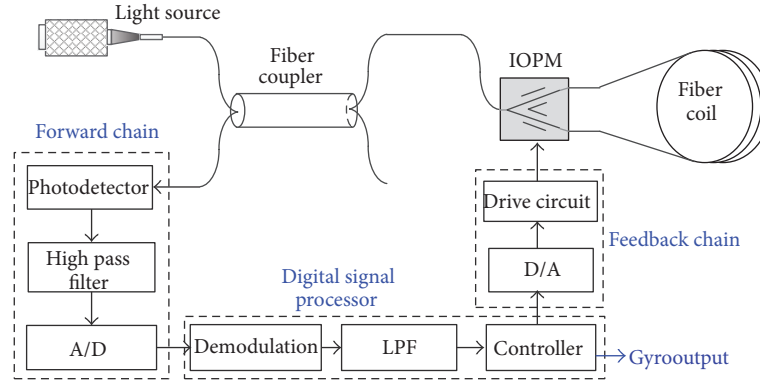 Light source
Fiber
coupler
IOPM
Fiber
coil
Forward chain
Photodetector
High pass
filter
A/D
Digital signal
processor
Demodulation
LPF
Controller
Drive circuit
D/A
Feedback chain
Gyrooutput